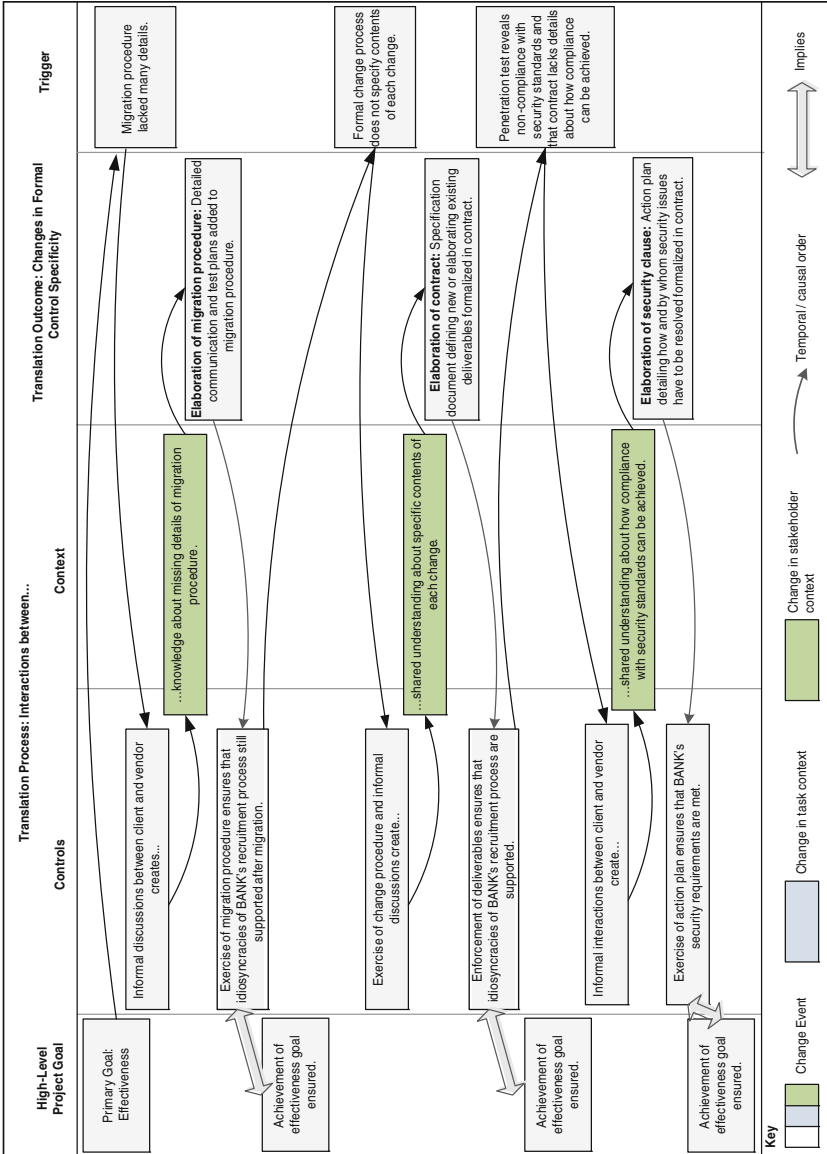 Translation Process: Interactions between...
High-Level
Project Goal
Controls
Context
Translation Outcome: Changes in Formal
Control Specificity
Trigger
Primary Goal:
Effectiveness
Migration procedure
lacked many details.
Informal discussions between client and vendor
creates...
...knowledge about missing details of migration
procedure.
Elaboration of migration procedure: Detailed
communication and test plans added to
migration procedure.
Exercise of migration procedure ensures that
idiosyncracies of BANK's recruitment process still
supported after migration.
Achievement of
effectiveness goal
ensured.
Formal change process
does not specify contents
of each change.
Exercise of change procedure and informal
discussions create...
...shared understanding about specific contents of
each change.
Elaboration of contract: Specification
document defining new or elaborating existing
deliverables formalized in contract.
Enforcement of deliverables ensures that
idiosyncracies of BANK's recruitment process are
supported.
Achievement of
effectiveness goal
ensured.
Penetration test reveals
non-compliance with
security standards and
that contract lacks details
about how compliance
can be achieved.
Informal interactions between client and vendor
create...
...shared understanding about how compliance
with security standards can be achieved.
Elaboration of security clause: Action plan
detailing how and by whom security issues
have to be resolved formalized in contract.
Exercise of action plan ensures that BANK's
security requirements are met.
Achievement of
effectiveness goal
ensured.
Key
Change Event
Change in task context
Change in stakeholder
context
Temporal / causal order
Implies